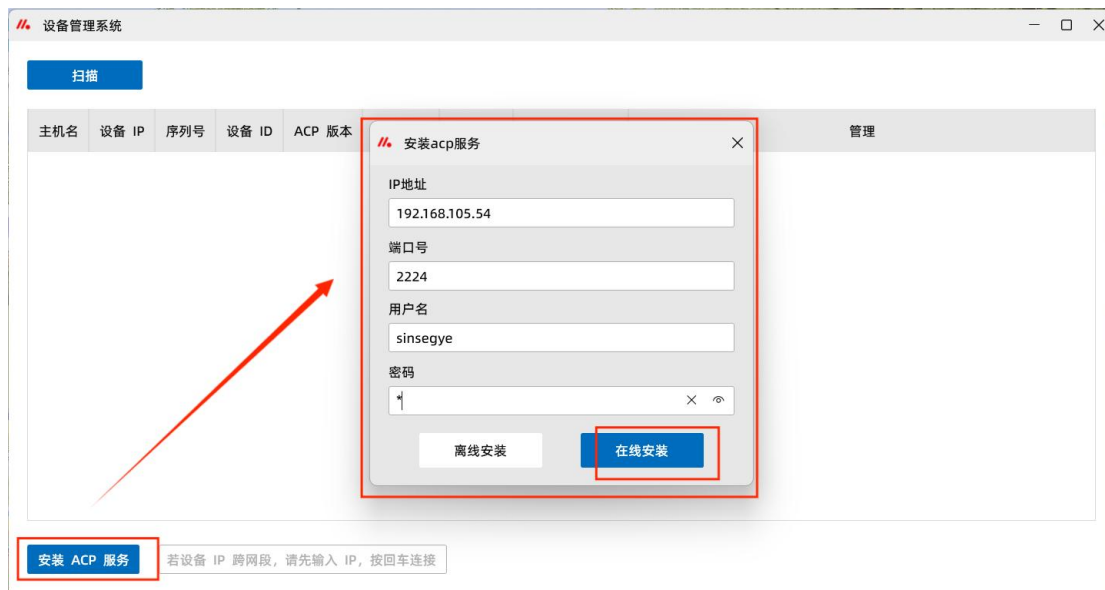 设备管理系统
扫描
主机名 设备 IP 序列号 设备 ID ACP 版本 管理
安装acp服务
IP地址
192.168.105.54
端口号
2224
用户名
sinsegye
密码
*
离线安装 在线安装
安装 ACP 服务 若设备 IP 跨网段，请先输入 IP，按回车连接